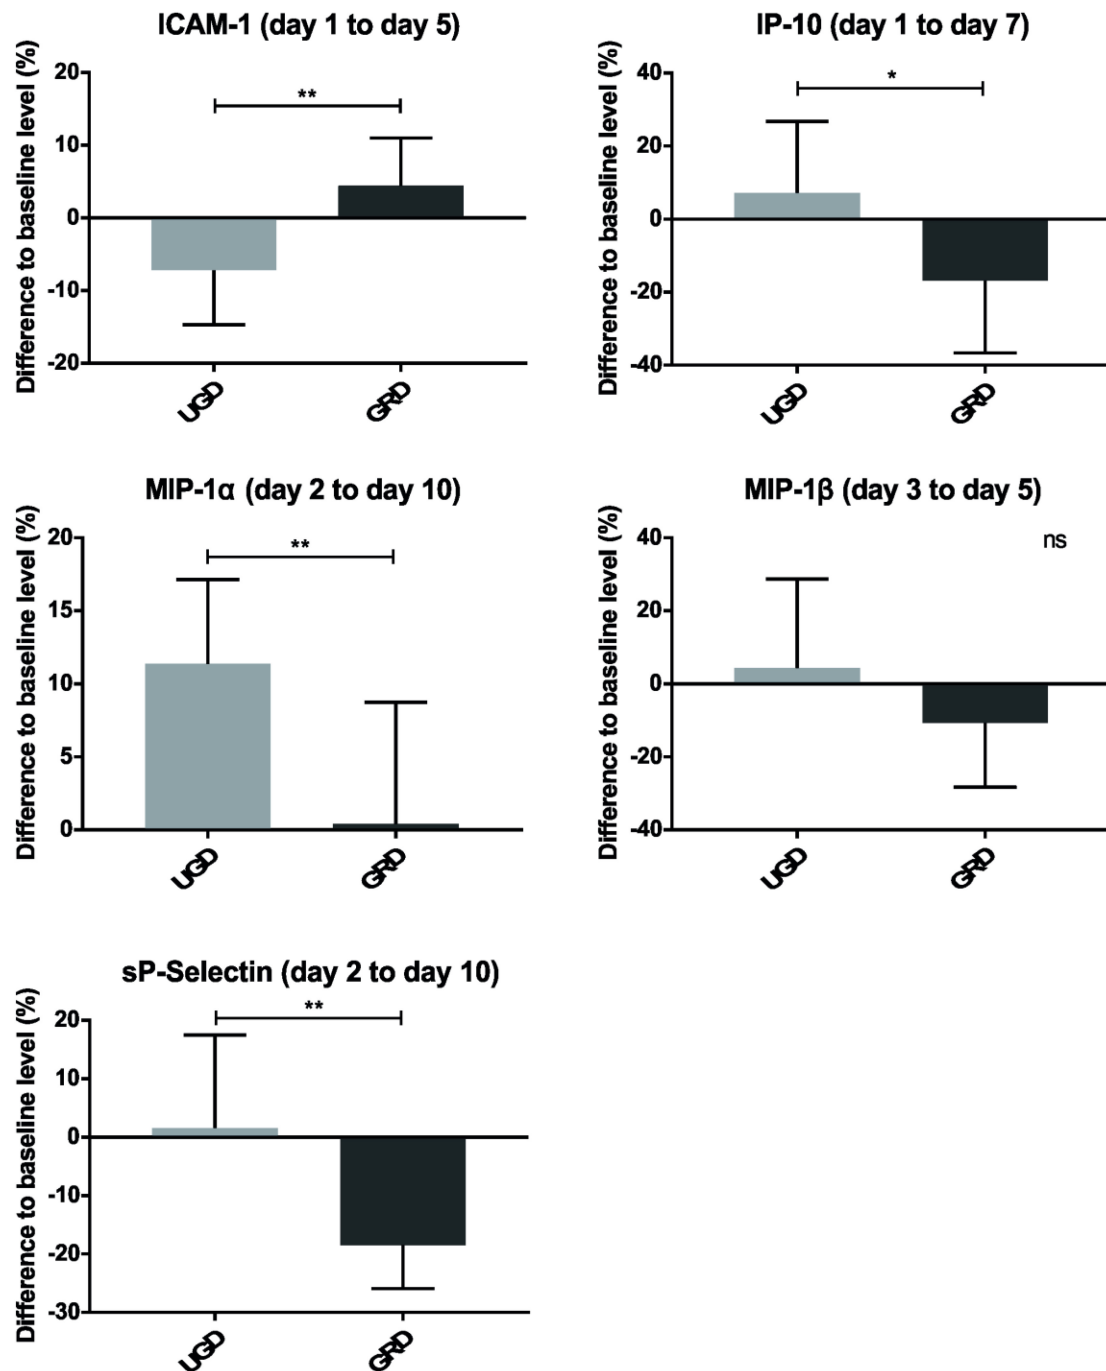 ICAM-1 (day 1 to day 5)
Difference to baseline level (%)
20
10
0
-10
-20
**
UGD
GRD
IP-10 (day 1 to day 7)
Difference to baseline level (%)
40
20
0
-20
-40
*
UGD
GRD
MIP-1α (day 2 to day 10)
Difference to baseline level (%)
20
15
10
5
0
**
UGD
GRD
MIP-1β (day 3 to day 5)
Difference to baseline level (%)
40
20
0
-20
-40
ns
UGD
GRD
sP-Selectin (day 2 to day 10)
Difference to baseline level (%)
20
10
0
-10
-20
-30
**
UGD
GRD